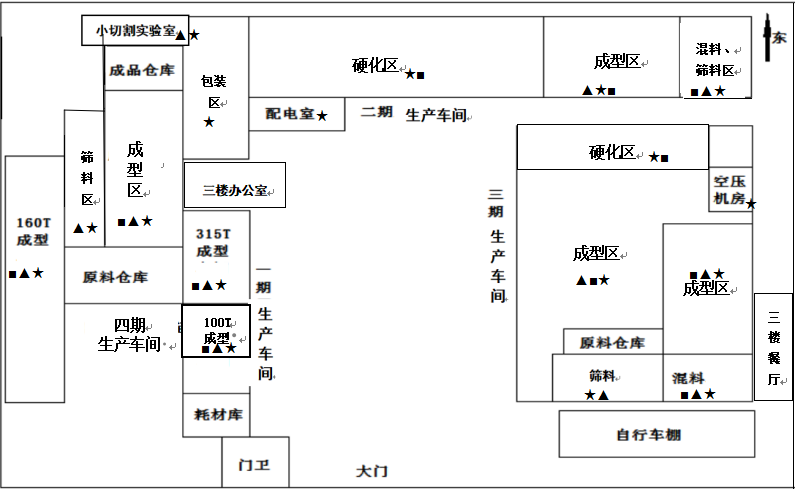 小切割实验室▲★
成品仓库
包装
区
★
硬化区
★■
成型区
▲★■
混料、
筛料区
■▲★
东
配电室★
二期 生产车间
筛
料
区
▲★
成
型
区
■▲★
三楼办公室
160T
成型
■▲★
315T
成型
■▲★
原料仓库
一
期
生
产
车
间
四期
生产车间
100T
成型
■▲★
耗材库
门卫
大门
硬化区
★■
空压
机房
★
三
期
生
产
车
间
成型区
▲■★
■▲★
成型区
原料仓库
筛料
★▲
混料
■▲★
三
楼
餐
厅
自行车棚